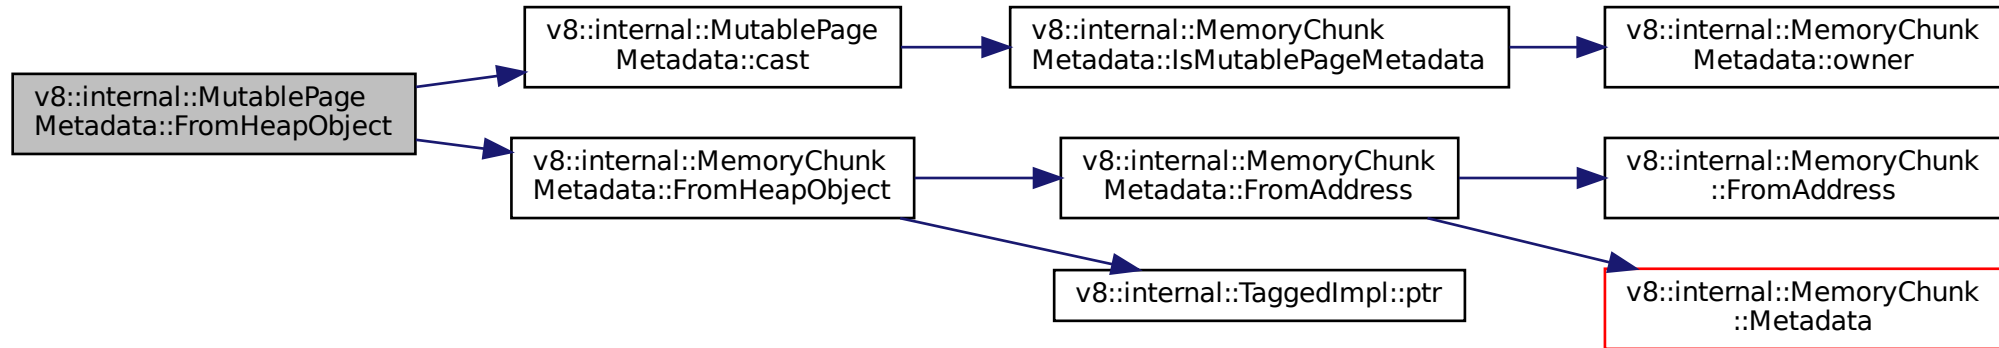 v8::internal::MutablePage
Metadata::FromHeapObject
v8::internal::MutablePage
Metadata::cast
v8::internal::MemoryChunk
Metadata::IsMutablePageMetadata
v8::internal::MemoryChunk
Metadata::owner
v8::internal::MemoryChunk
Metadata::FromHeapObject
v8::internal::MemoryChunk
Metadata::FromAddress
v8::internal::MemoryChunk
::FromAddress
v8::internal::TaggedImpl::ptr
v8::internal::MemoryChunk
::Metadata